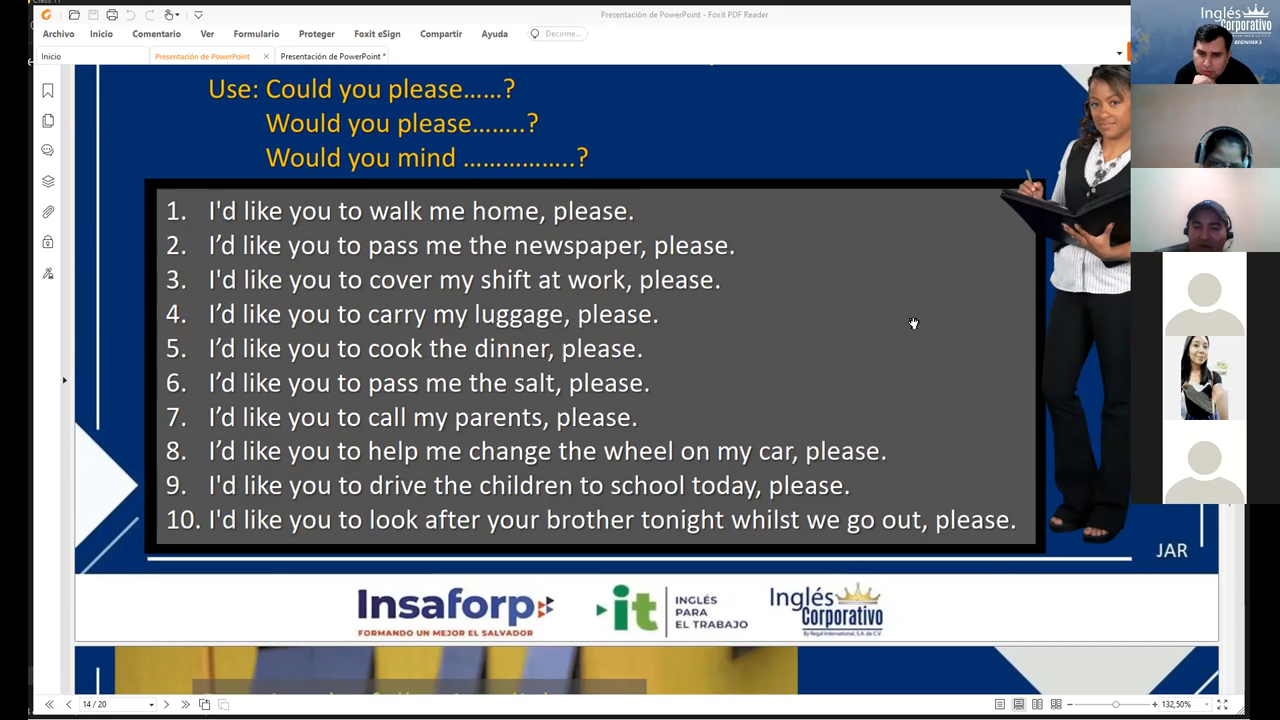 Presentación de PowerPoint - Foxit PDF Reader
Archivo Inicio Comentario Ver Formulario Proteger Foxit eSign Compartir Ayuda Decirme...
Inicio Presentación de PowerPoint Presentación de PowerPoint *
Use: Could you please……?
Would you please……..?
Would you mind ……………..?
1. I'd like you to walk me home, please.
2. I’d like you to pass me the newspaper, please.
3. I'd like you to cover my shift at work, please.
4. I’d like you to carry my luggage, please.
5. I’d like you to cook the dinner, please.
6. I’d like you to pass me the salt, please.
7. I’d like you to call my parents, please.
8. I’d like you to help me change the wheel on my car, please.
9. I'd like you to drive the children to school today, please.
10. I'd like you to look after your brother tonight whilst we go out, please.
JAR
Insaforp
FORMANDO UN MEJOR EL SALVADOR
it
INGLÉS
PARA
EL TRABAJO
Inglés
Corporativo
By Regal International, S.A. de C.V.
14 / 20
132,50%
Inglés
Corporativo
BEGINNER 2